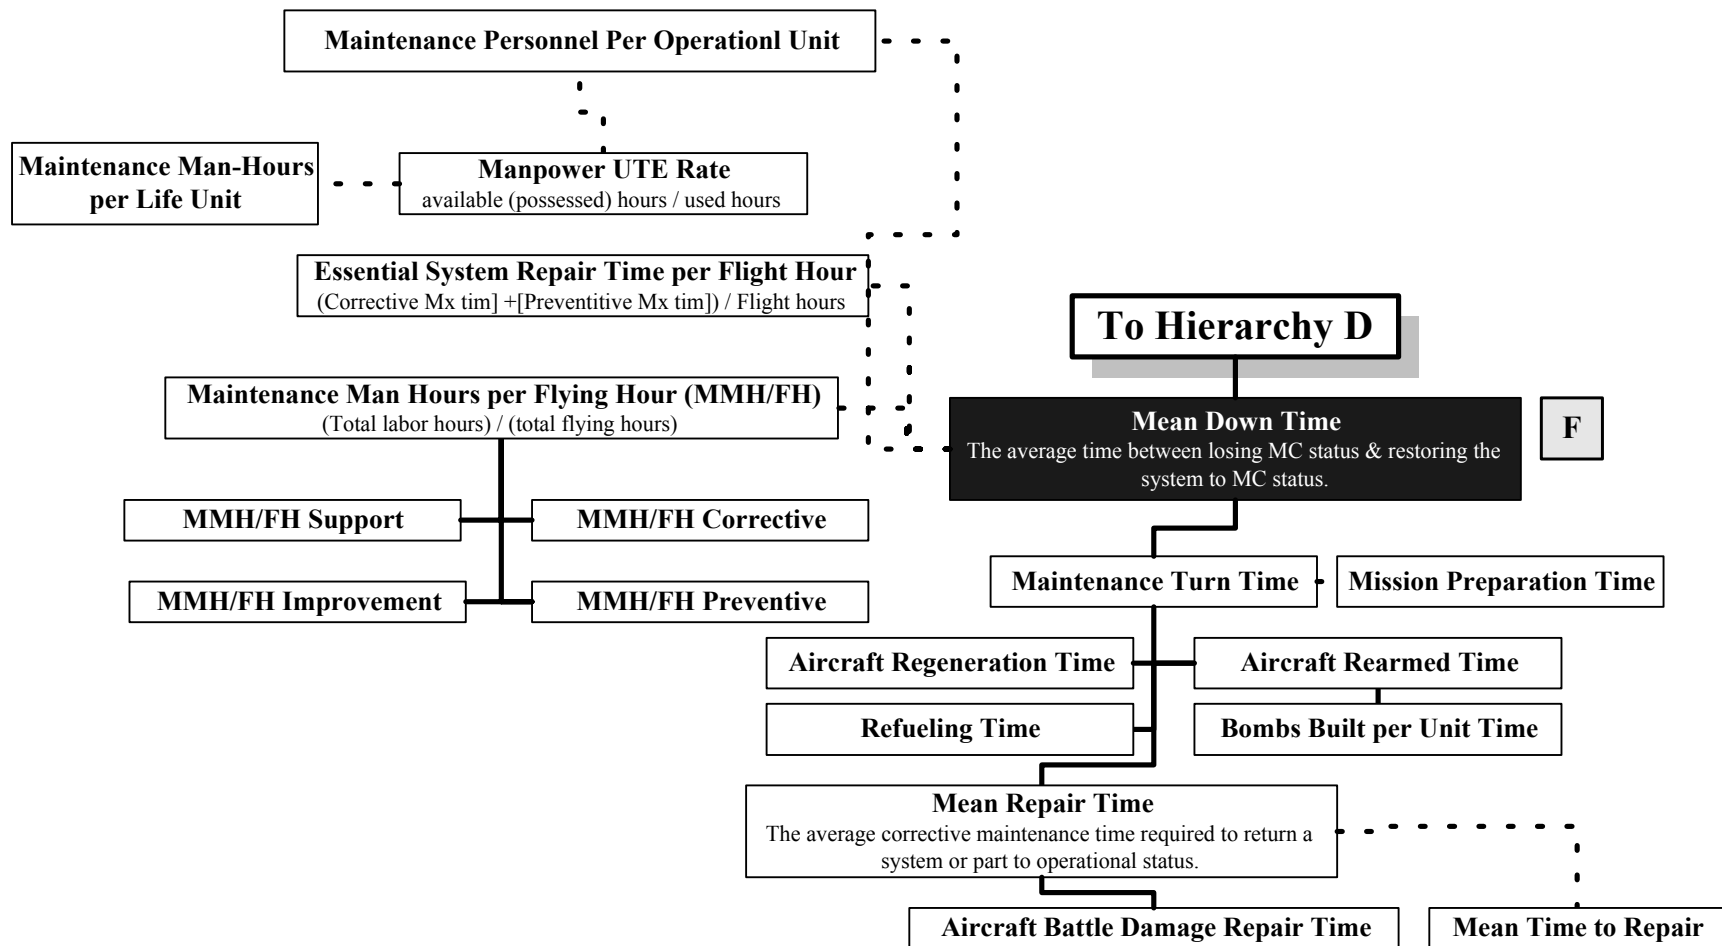 Maintenance Personnel Per Operationl Unit
Maintenance Man-Hours
per Life Unit
Manpower UTE Rate
available (possessed) hours / used hours
Essential System Repair Time per Flight Hour
(Corrective Mx tim] +[Preventitive Mx tim]) / Flight hours
To Hierarchy D
Maintenance Man Hours per Flying Hour (MMH/FH)
(Total labor hours) / (total flying hours)
Mean Down Time
The average time between losing MC status & restoring the
system to MC status.
F
MMH/FH Support
MMH/FH Corrective
MMH/FH Improvement
MMH/FH Preventive
Maintenance Turn Time
Mission Preparation Time
Aircraft Regeneration Time
Aircraft Rearmed Time
Refueling Time
Bombs Built per Unit Time
Mean Repair Time
The average corrective maintenance time required to return a
system or part to operational status.
Aircraft Battle Damage Repair Time
Mean Time to Repair